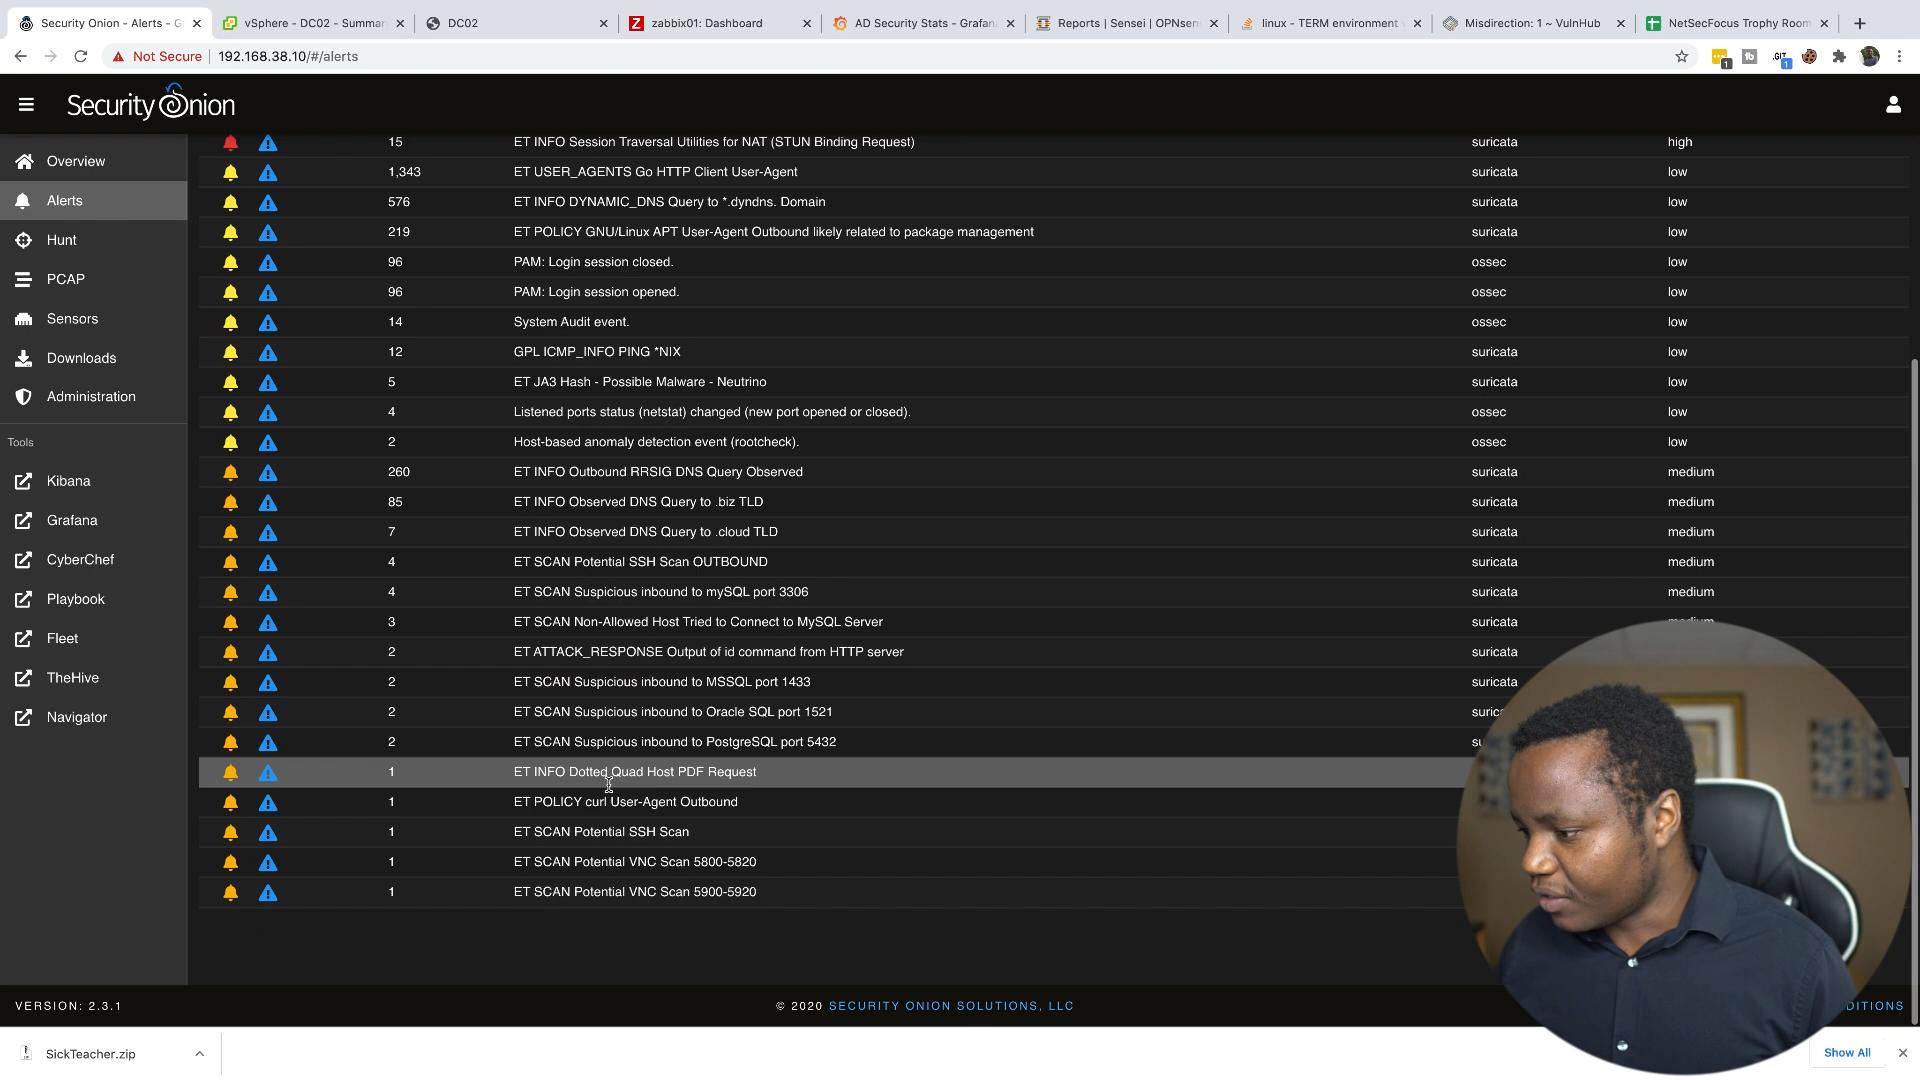 Security Onion - Alerts - G
vSphere - DC02 - Summar
DC02
Z zabbix01: Dashboard
AD Security Stats - Grafan
Reports | Sensei | OPNsen
linux - TERM environment
Misdirection: 1 ~ VulnHub
NetSecFocus Trophy Room
Not Secure | 192.168.38.10/#/alerts
Security Onion
Overview
Alerts
Hunt
PCAP
Sensors
Downloads
Administration
Tools
Kibana
Grafana
CyberChef
Playbook
Fleet
TheHive
Navigator
15 ET INFO Session Traversal Utilities for NAT (STUN Binding Request) suricata high
1,343 ET USER_AGENTS Go HTTP Client User-Agent suricata low
576 ET INFO DYNAMIC_DNS Query to *.dyndns. Domain suricata low
219 ET POLICY GNU/Linux APT User-Agent Outbound likely related to package management suricata low
96 PAM: Login session closed. ossec low
96 PAM: Login session opened. ossec low
14 System Audit event. ossec low
12 GPL ICMP_INFO PING *NIX suricata low
5 ET JA3 Hash - Possible Malware - Neutrino suricata low
4 Listened ports status (netstat) changed (new port opened or closed). ossec low
2 Host-based anomaly detection event (rootcheck). ossec low
260 ET INFO Outbound RRSIG DNS Query Observed suricata medium
85 ET INFO Observed DNS Query to .biz TLD suricata medium
7 ET INFO Observed DNS Query to .cloud TLD suricata medium
4 ET SCAN Potential SSH Scan OUTBOUND suricata medium
4 ET SCAN Suspicious inbound to mySQL port 3306 suricata medium
3 ET SCAN Non-Allowed Host Tried to Connect to MySQL Server suricata medium
2 ET ATTACK_RESPONSE Output of id command from HTTP server suricata
2 ET SCAN Suspicious inbound to MSSQL port 1433 suricata
2 ET SCAN Suspicious inbound to Oracle SQL port 1521 suric
2 ET SCAN Suspicious inbound to PostgreSQL port 5432 su
1 ET INFO Dotted Quad Host PDF Request
1 ET POLICY curl User-Agent Outbound
1 ET SCAN Potential SSH Scan
1 ET SCAN Potential VNC Scan 5800-5820
1 ET SCAN Potential VNC Scan 5900-5920
VERSION: 2.3.1
© 2020 SECURITY ONION SOLUTIONS, LLC
DITIONS
SickTeacher.zip
Show All